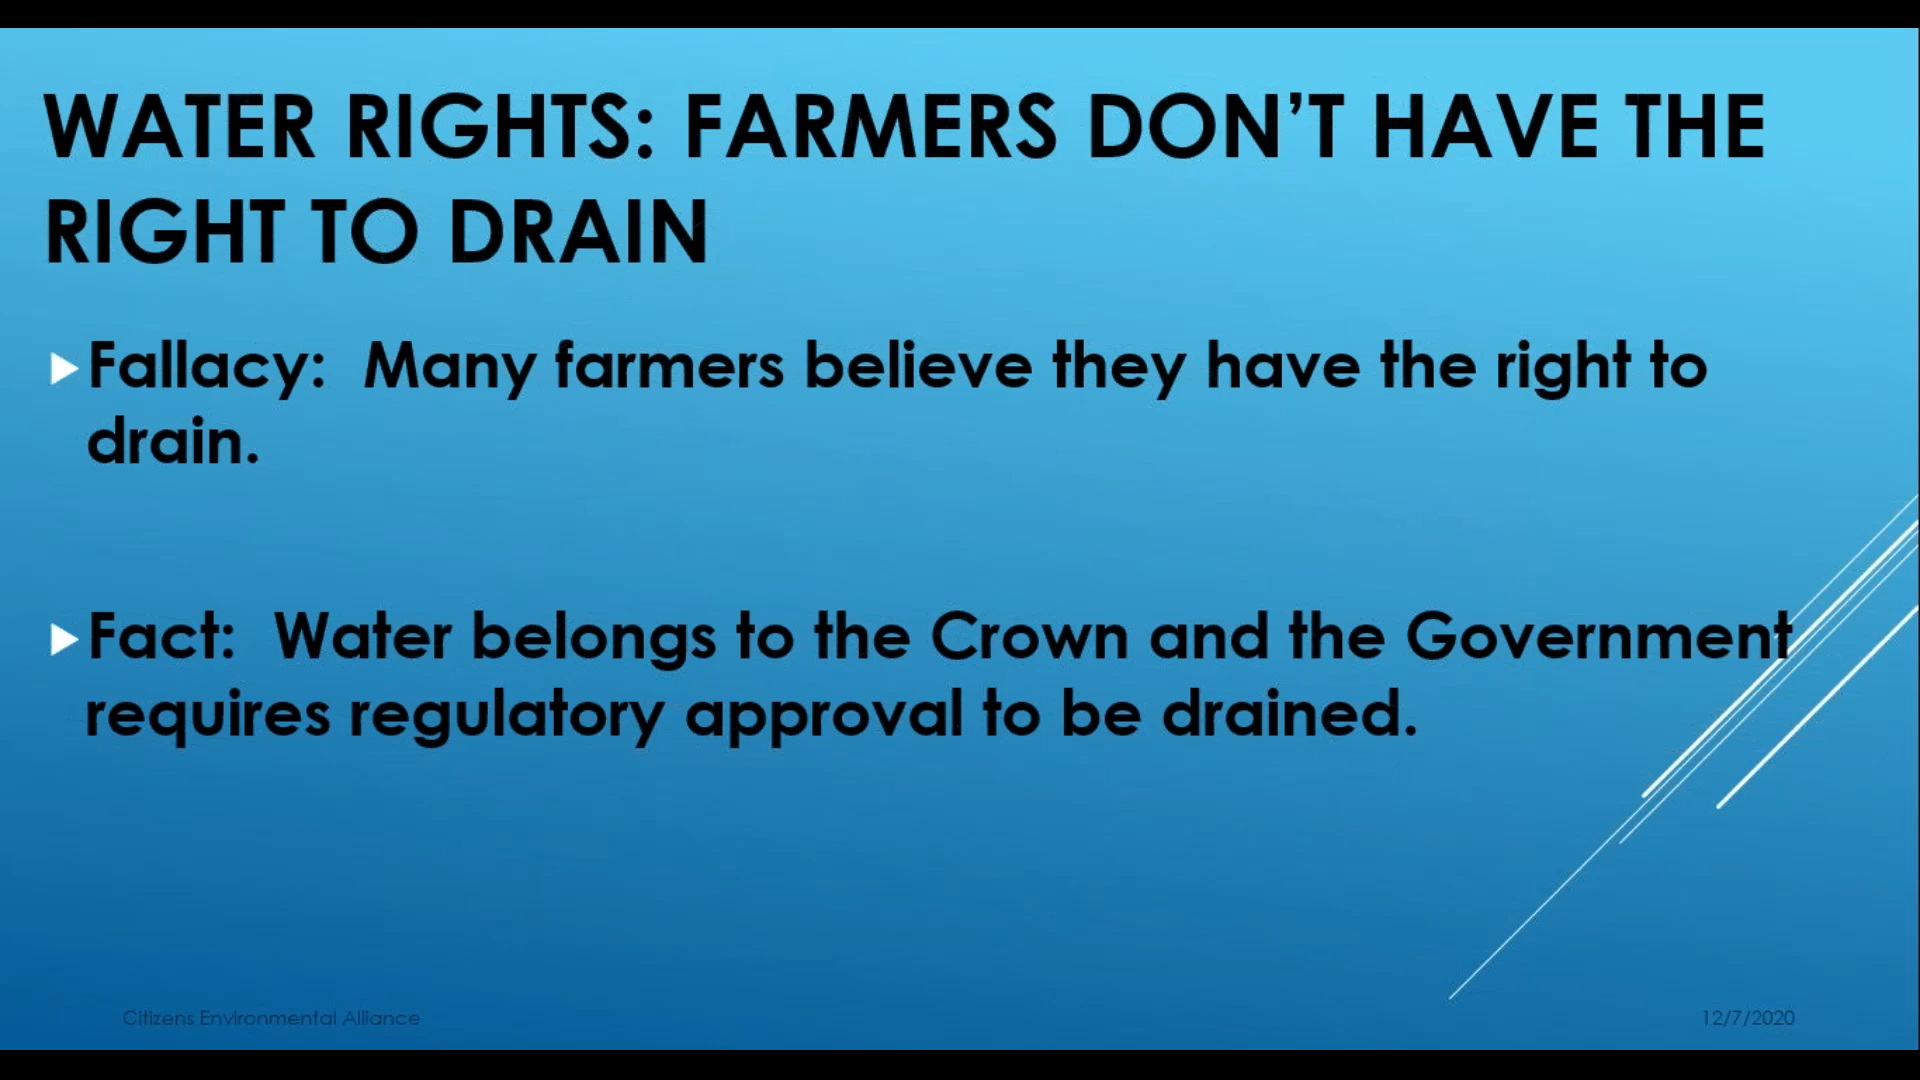 WATER RIGHTS: FARMERS DON'T HAVE THE
RIGHT TO DRAIN
Fallacy:  Many farmers believe they have the right to
drain.
Fact:  Water belongs to the Crown and the Government
requires regulatory approval to be drained.
Citizens Environmental Alliance
12/7/2020